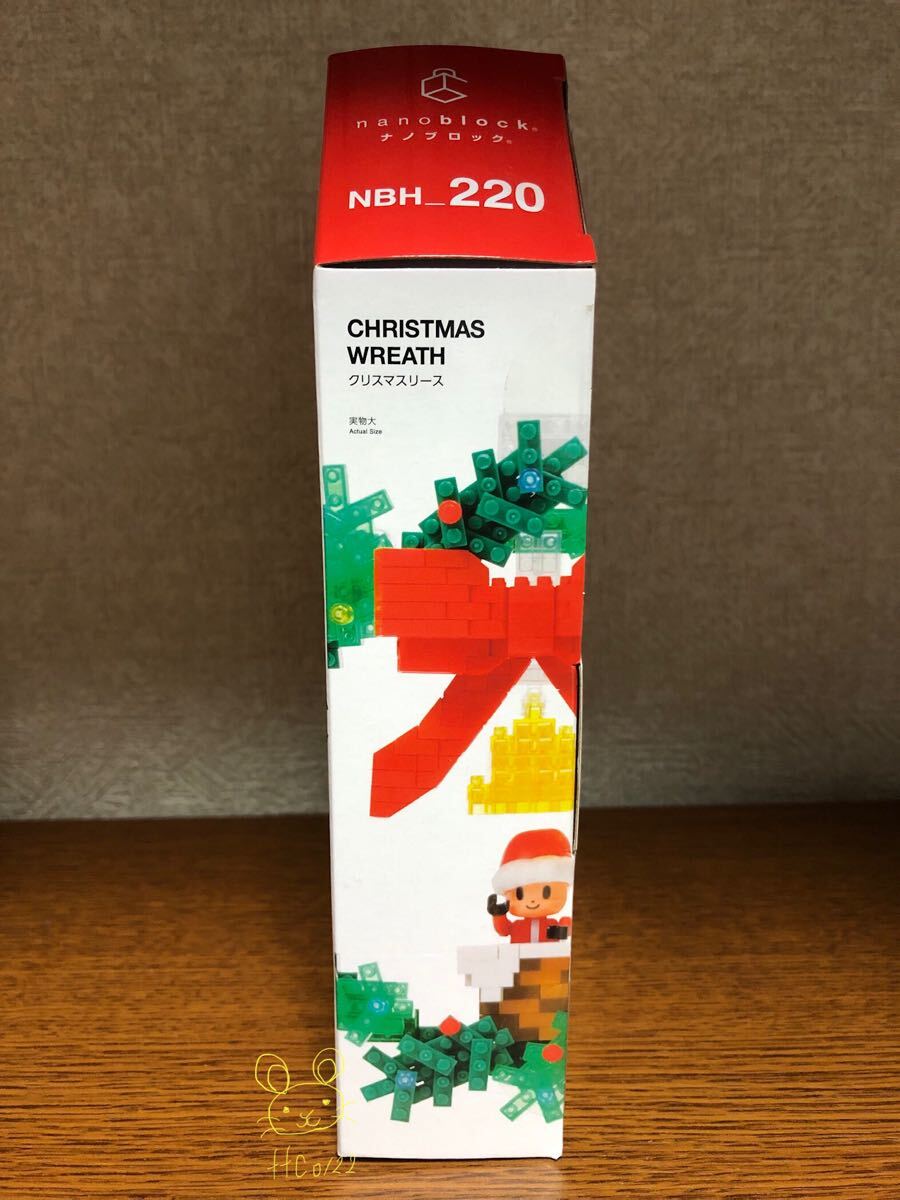 nanoblock®
ナノブロック®
NBH_220
CHRISTMAS
WREATH
クリスマスリース
実物大
Actual Size
HCo122